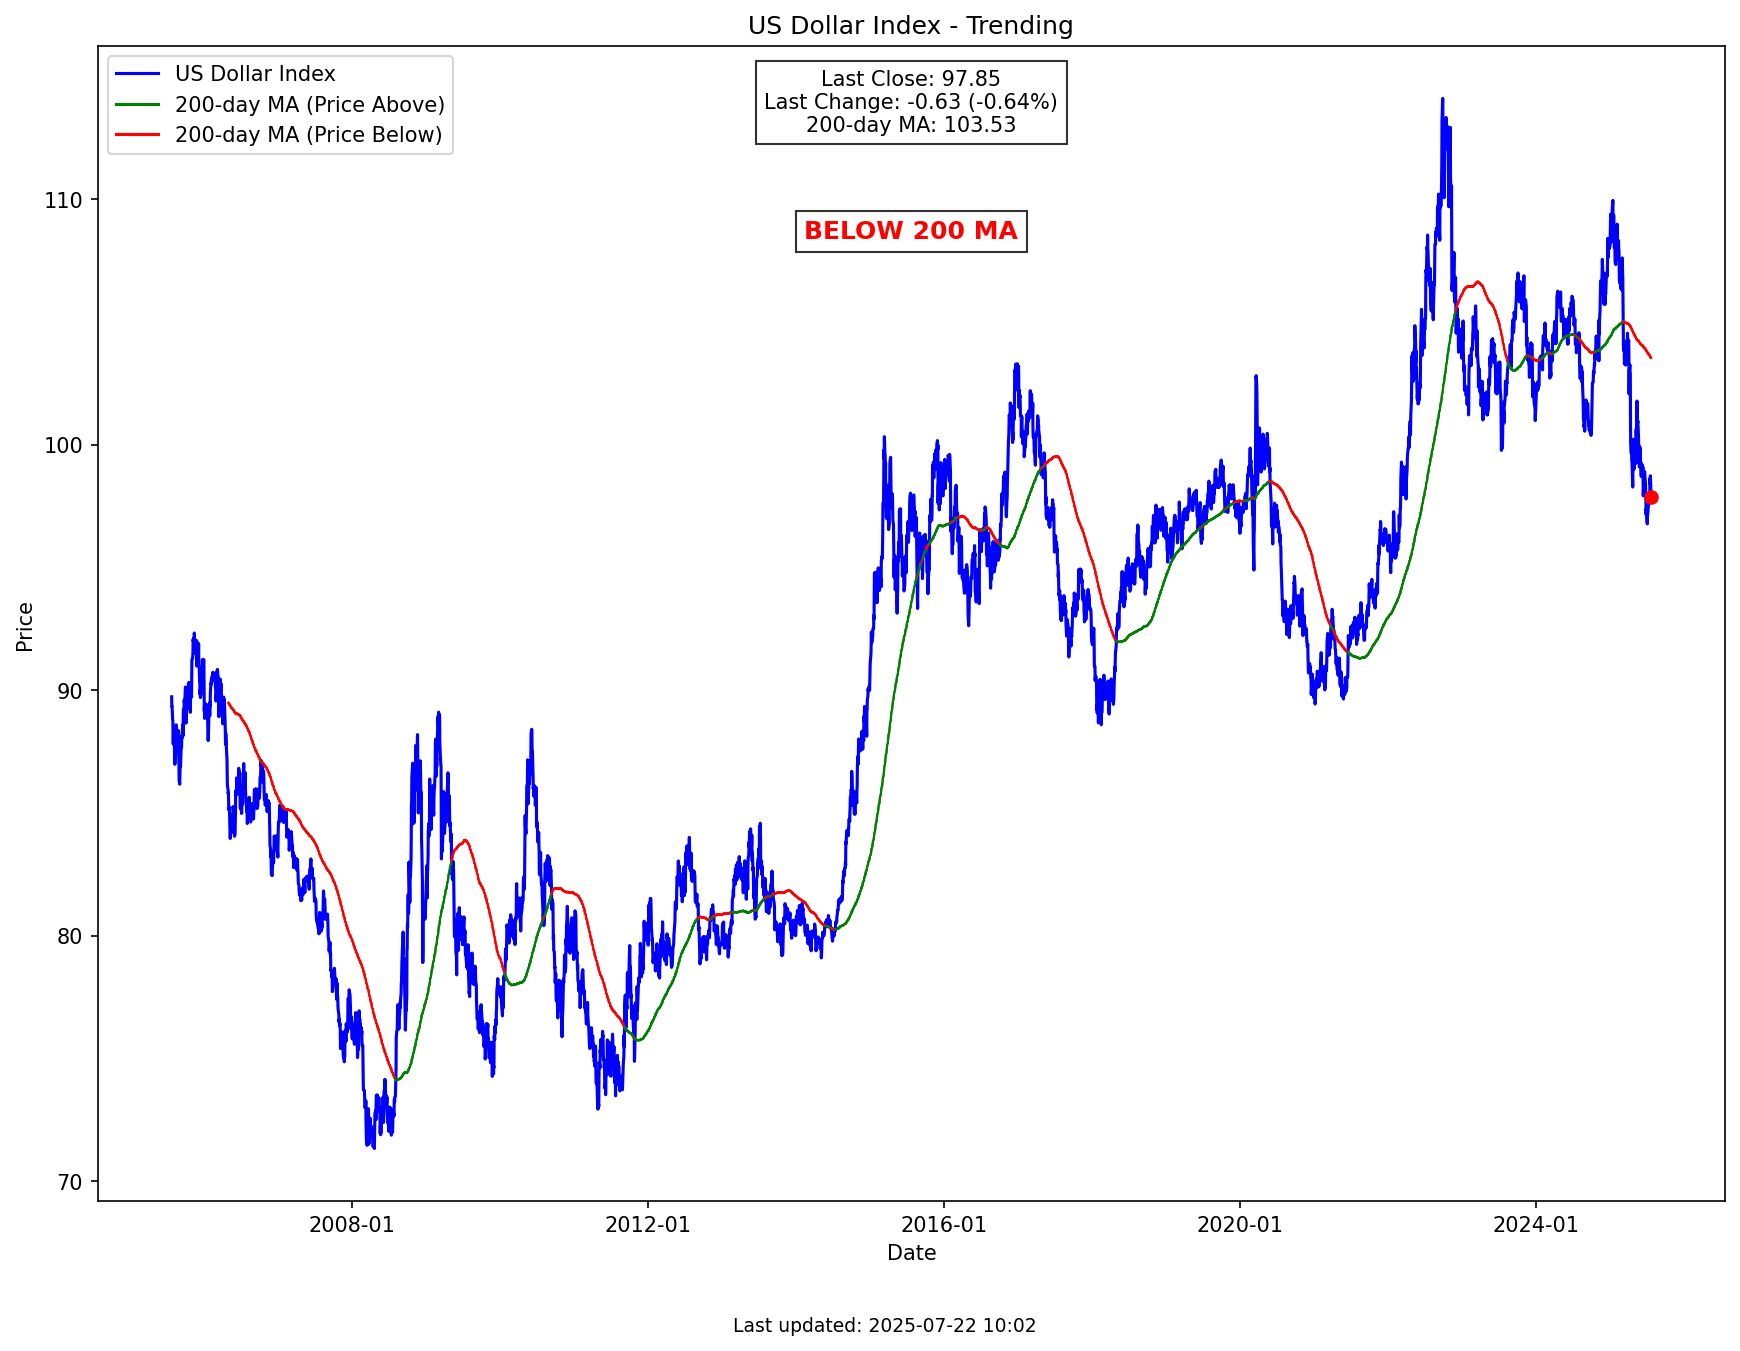 US Dollar Index - Trending
US Dollar Index
200-day MA (Price Above)
200-day MA (Price Below)
Last Close: 97.85
Last Change: -0.63 (-0.64%)
200-day MA: 103.53
BELOW 200 MA
Price
110
100
90
80
70
2008-01
2012-01
2016-01
2020-01
2024-01
Date
Last updated: 2025-07-22 10:02